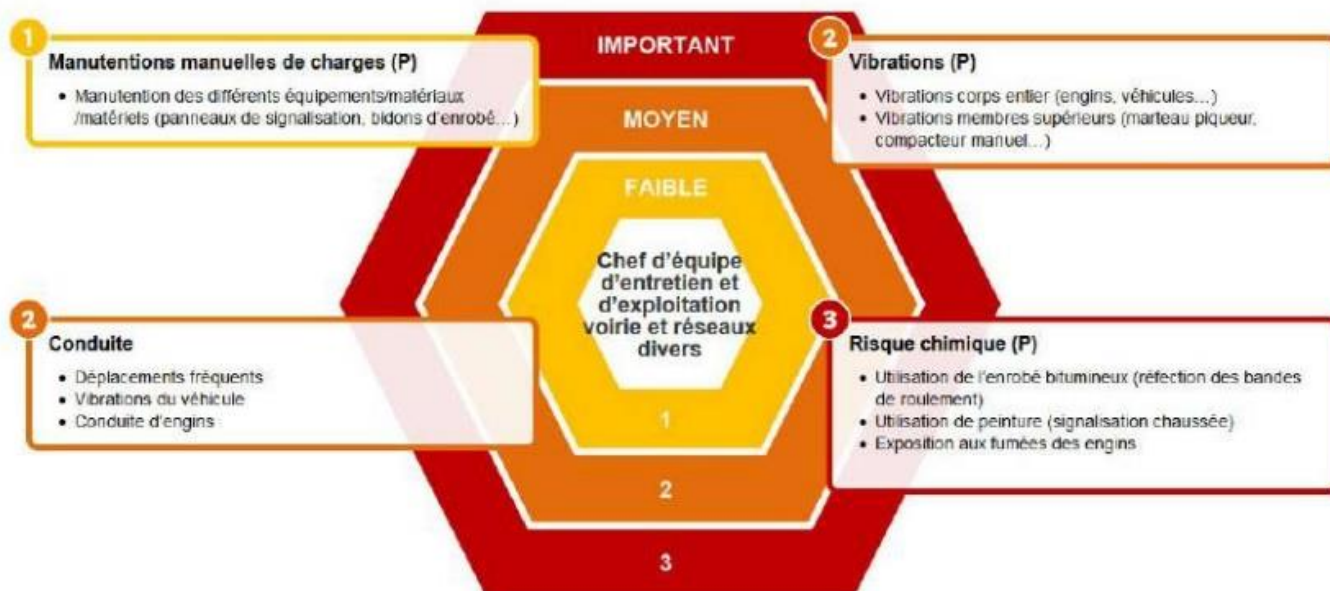 1
Manutentions manuelles de charges (P)
• Manutention des différents équipements/matériaux
/matériels (panneaux de signalisation, bidons d'enrobé...)
IMPORTANT
MOYEN
FAIBLE
2
Vibrations (P)
• Vibrations corps entier (engins, véhicules...)
• Vibrations membres supérieurs (marteau piqueur,
compacteur manuel...)
Chef d'équipe
d'entretien et
d'exploitation
voirie et réseaux
divers
2
Conduite
• Déplacements fréquents
• Vibrations du véhicule
• Conduite d'engins
3
Risque chimique (P)
• Utilisation de l'enrobé bitumineux (réfection des bandes
de roulement)
• Utilisation de peinture (signalisation chaussée)
• Exposition aux fumées des engins
1
2
3